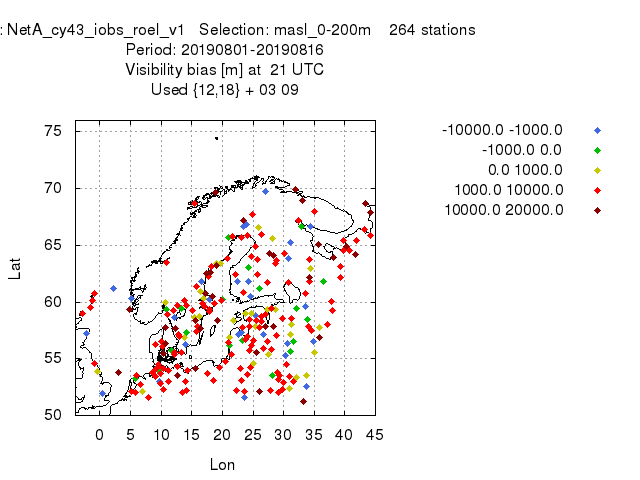 : NetA_cy43_iobs_roel_v1   Selection: masl_0-200m    264 stations
Period: 20190801-20190816
Visibility bias [m] at  21 UTC
Used {12,18} + 03 09
-10000.0 -1000.0
-1000.0 0.0
0.0 1000.0
1000.0 10000.0
10000.0 20000.0
75
70
65
60
55
50
Lat
0 5 10 15 20 25 30 35 40 45
Lon